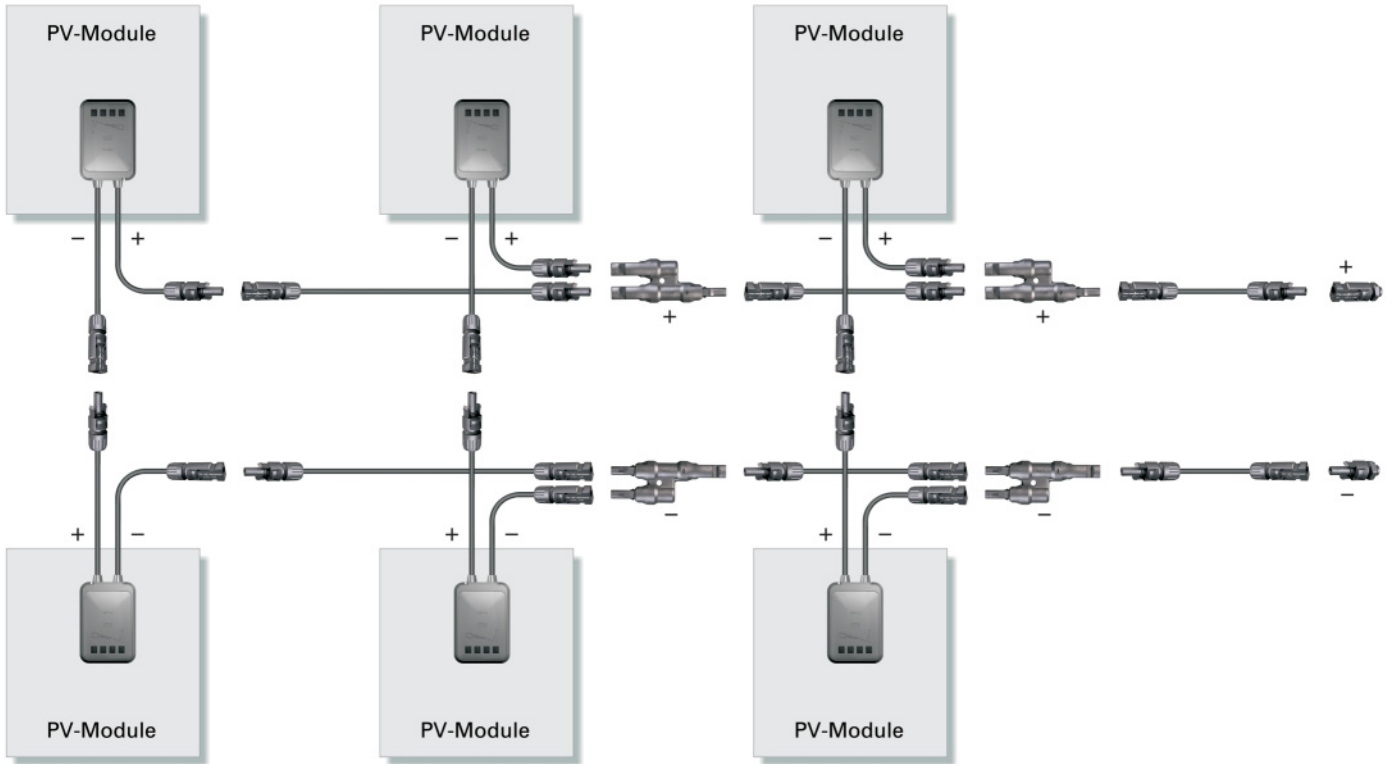 PV-Module PV-Module PV-Module
− + − + − +
+
+ +
− −
−
+ − + − + −
PV-Module PV-Module PV-Module